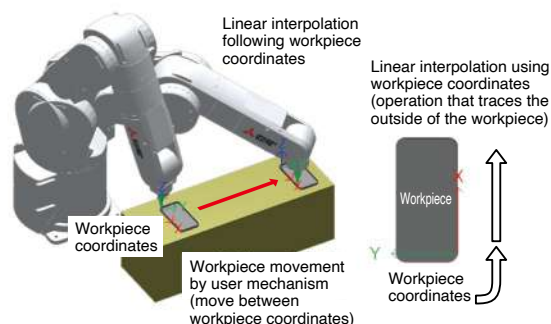 Linear interpolation
following workpiece
coordinates
Linear interpolation using
workpiece coordinates
(operation that traces the
outside of the workpiece)
X
Workpiece
Y
Workpiece
coordinates
Workpiece
coordinates
Workpiece movement
by user mechanism
(move between
workpiece coordinates)